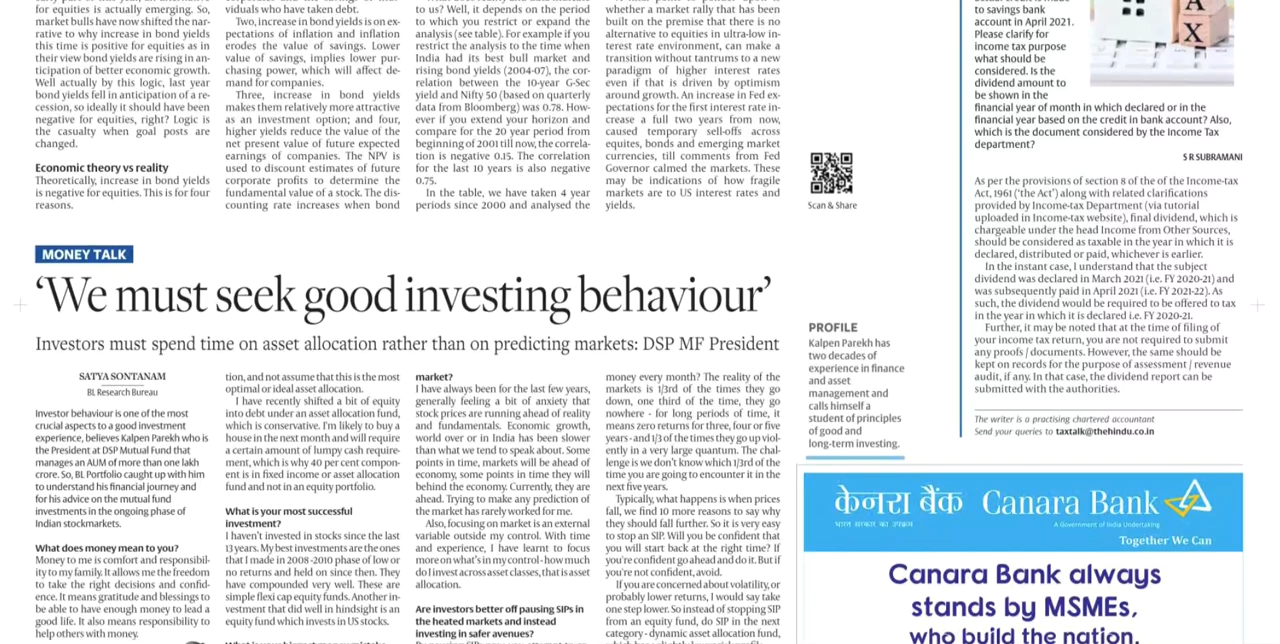 for equities is actually emerging. So,
market bulls have now shifted the nar-
rative to why increase in bond yields
this time is positive for equities as in
their view bond yields are rising in an-
ticipation of better economic growth.
Well actually by this logic, last year
bond yields fell in anticipation of a re-
cession, so ideally it should have been
negative for equities, right? Logic is
the casualty when goal posts are
changed.
Economic theory vs reality
Theoretically, increase in bond yields
is negative for equities. This is for four
reasons.
viduals who have taken debt.
Two, increase in bond yields is on ex-
pectations of inflation and inflation
erodes the value of savings. Lower
value of savings, implies lower pur-
chasing power, which will affect de-
mand for companies.
Three, increase in bond yields
makes them relatively more attractive
as an investment option; and four,
higher yields reduce the value of the
net present value of future expected
earnings of companies. The NPV is
used to discount estimates of future
corporate profits to determine the
fundamental value of a stock. The dis-
counting rate increases when bond
to us? Well, it depends on the period
to which you restrict or expand the
analysis (see table). For example if you
restrict the analysis to the time when
India had its best bull market and
rising bond yields (2004-07), the cor-
relation between the 10-year G-Sec
yield and Nifty 50 (based on quarterly
data from Bloomberg) was 0.78. How-
ever if you extend your horizon and
compare for the 20 year period from
beginning of 2001 till now, the correla-
tion is negative 0.15. The correlation
for the last 10 years is also negative
0.75.
In the table, we have taken 4 year
periods since 2000 and analysed the
whether a market rally that has been
built on the premise that there is no
alternative to equities in ultra-low in-
terest rate environment, can make a
transition without tantrums to a new
paradigm of higher interest rates
even if that is driven by optimism
around growth. An increase in Fed ex-
pectations for the first interest rate in-
crease a full two years from now,
caused temporary sell-offs across
equites, bonds and emerging market
currencies, till comments from Fed
Governor calmed the markets. These
may be indications of how fragile
markets are to US interest rates and
yields.
Scan & Share
to savings bank
account in April 2021.
Please clarify for
income tax purpose
what should be
considered. Is the
dividend amount to
be shown in the
financial year of month in which declared or in the
financial year based on the credit in bank account? Also,
which is the document considered by the Income Tax
department?
S R SUBRAMANI
As per the provisions of section 8 of the of the Income-tax
Act, 1961 ('the Act') along with related clarifications
provided by Income-tax Department (via tutorial
uploaded in Income-tax website), final dividend, which is
chargeable under the head Income from Other Sources,
should be considered as taxable in the year in which it is
declared, distributed or paid, whichever is earlier.
In the instant case, I understand that the subject
dividend was declared in March 2021 (i.e. FY 2020-21) and
was subsequently paid in April 2021 (i.e. FY 2021-22). As
such, the dividend would be required to be offered to tax
in the year in which it is declared i.e. FY 2020-21.
Further, it may be noted that at the time of filing of
your income tax return, you are not required to submit
any proofs / documents. However, the same should be
kept on records for the purpose of assessment / revenue
audit, if any. In that case, the dividend report can be
submitted with the authorities.
The writer is a practising chartered accountant
Send your queries to taxtalk@thehindu.co.in
A
X
MONEY TALK
'We must seek good investing behaviour'
Investors must spend time on asset allocation rather than on predicting markets: DSP MF President
SATYA SONTANAM
BL Research Bureau
Investor behaviour is one of the most
crucial aspects to a good investment
experience, believes Kalpen Parekh who is
the President at DSP Mutual Fund that
manages an AUM of more than one lakh
crore. So, BL Portfolio caught up with him
to understand his financial journey and
for his advice on the mutual fund
investments in the ongoing phase of
Indian stockmarkets.
What does money mean to you?
Money to me is comfort and responsibil-
ity to my family. It allows me the freedom
to take the right decisions and confid-
ence. It means gratitude and blessings to
be able to have enough money to lead a
good life. It also means responsibility to
help others with money.
tion, and not assume that this is the most
optimal or ideal asset allocation.
I have recently shifted a bit of equity
into debt under an asset allocation fund,
which is conservative. I'm likely to buy a
house in the next month and will require
a certain amount of lumpy cash require-
ment, which is why 40 per cent compon-
ent is in fixed income or asset allocation
fund and not in an equity portfolio.
What is your most successful
investment?
I haven't invested in stocks since the last
13 years. My best investments are the ones
that I made in 2008-2010 phase of low or
no returns and held on since then. They
have compounded very well. These are
simple flexi cap equity funds. Another in-
vestment that did well in hindsight is an
equity fund which invests in US stocks.
market?
I have always been for the last few years,
generally feeling a bit of anxiety that
stock prices are running ahead of reality
and fundamentals. Economic growth,
world over or in India has been slower
than what we tend to speak about. Some
points in time, markets will be ahead of
economy, some points in time they will
behind the economy. Currently, they are
ahead. Trying to make any prediction of
the market has rarely worked for me.
Also, focusing on market is an external
variable outside my control. With time
and experience, I have learnt to focus
more on what's in my control - how much
do I invest across asset classes, that is asset
allocation.
Are investors better off pausing SIPs in
the heated markets and instead
investing in safer avenues?
money every month? The reality of the
markets is 1/3rd of the times they go
down, one third of the time, they go
nowhere - for long periods of time, it
means zero returns for three, four or five
years - and 1/3 of the times they go up viol-
ently in a very large quantum. The chal-
lenge is we don't know which 1/3rd of the
time you are going to encounter it in the
next five years.
Typically, what happens is when prices
fall, we find 10 more reasons to say why
they should fall further. So it is very easy
to stop an SIP. Will you be confident that
you will start back at the right time? If
you're confident go ahead and do it. But if
you're not confident, avoid.
If you are concerned about volatility, or
probably lower returns, I would say take
one step lower. So instead of stopping SIP
from an equity fund, do SIP in the next
category - dynamic asset allocation fund,
PROFILE
Kalpen Parekh has
two decades of
experience in finance
and asset
management and
calls himself a
student of principles
of good and
long-term investing.
केनरा बैंक Canara Bank
भारत सरकार का उपक्रम
A Government of India Undertaking
Together We Can
Canara Bank always
stands by MSMEs,
who build the nation.